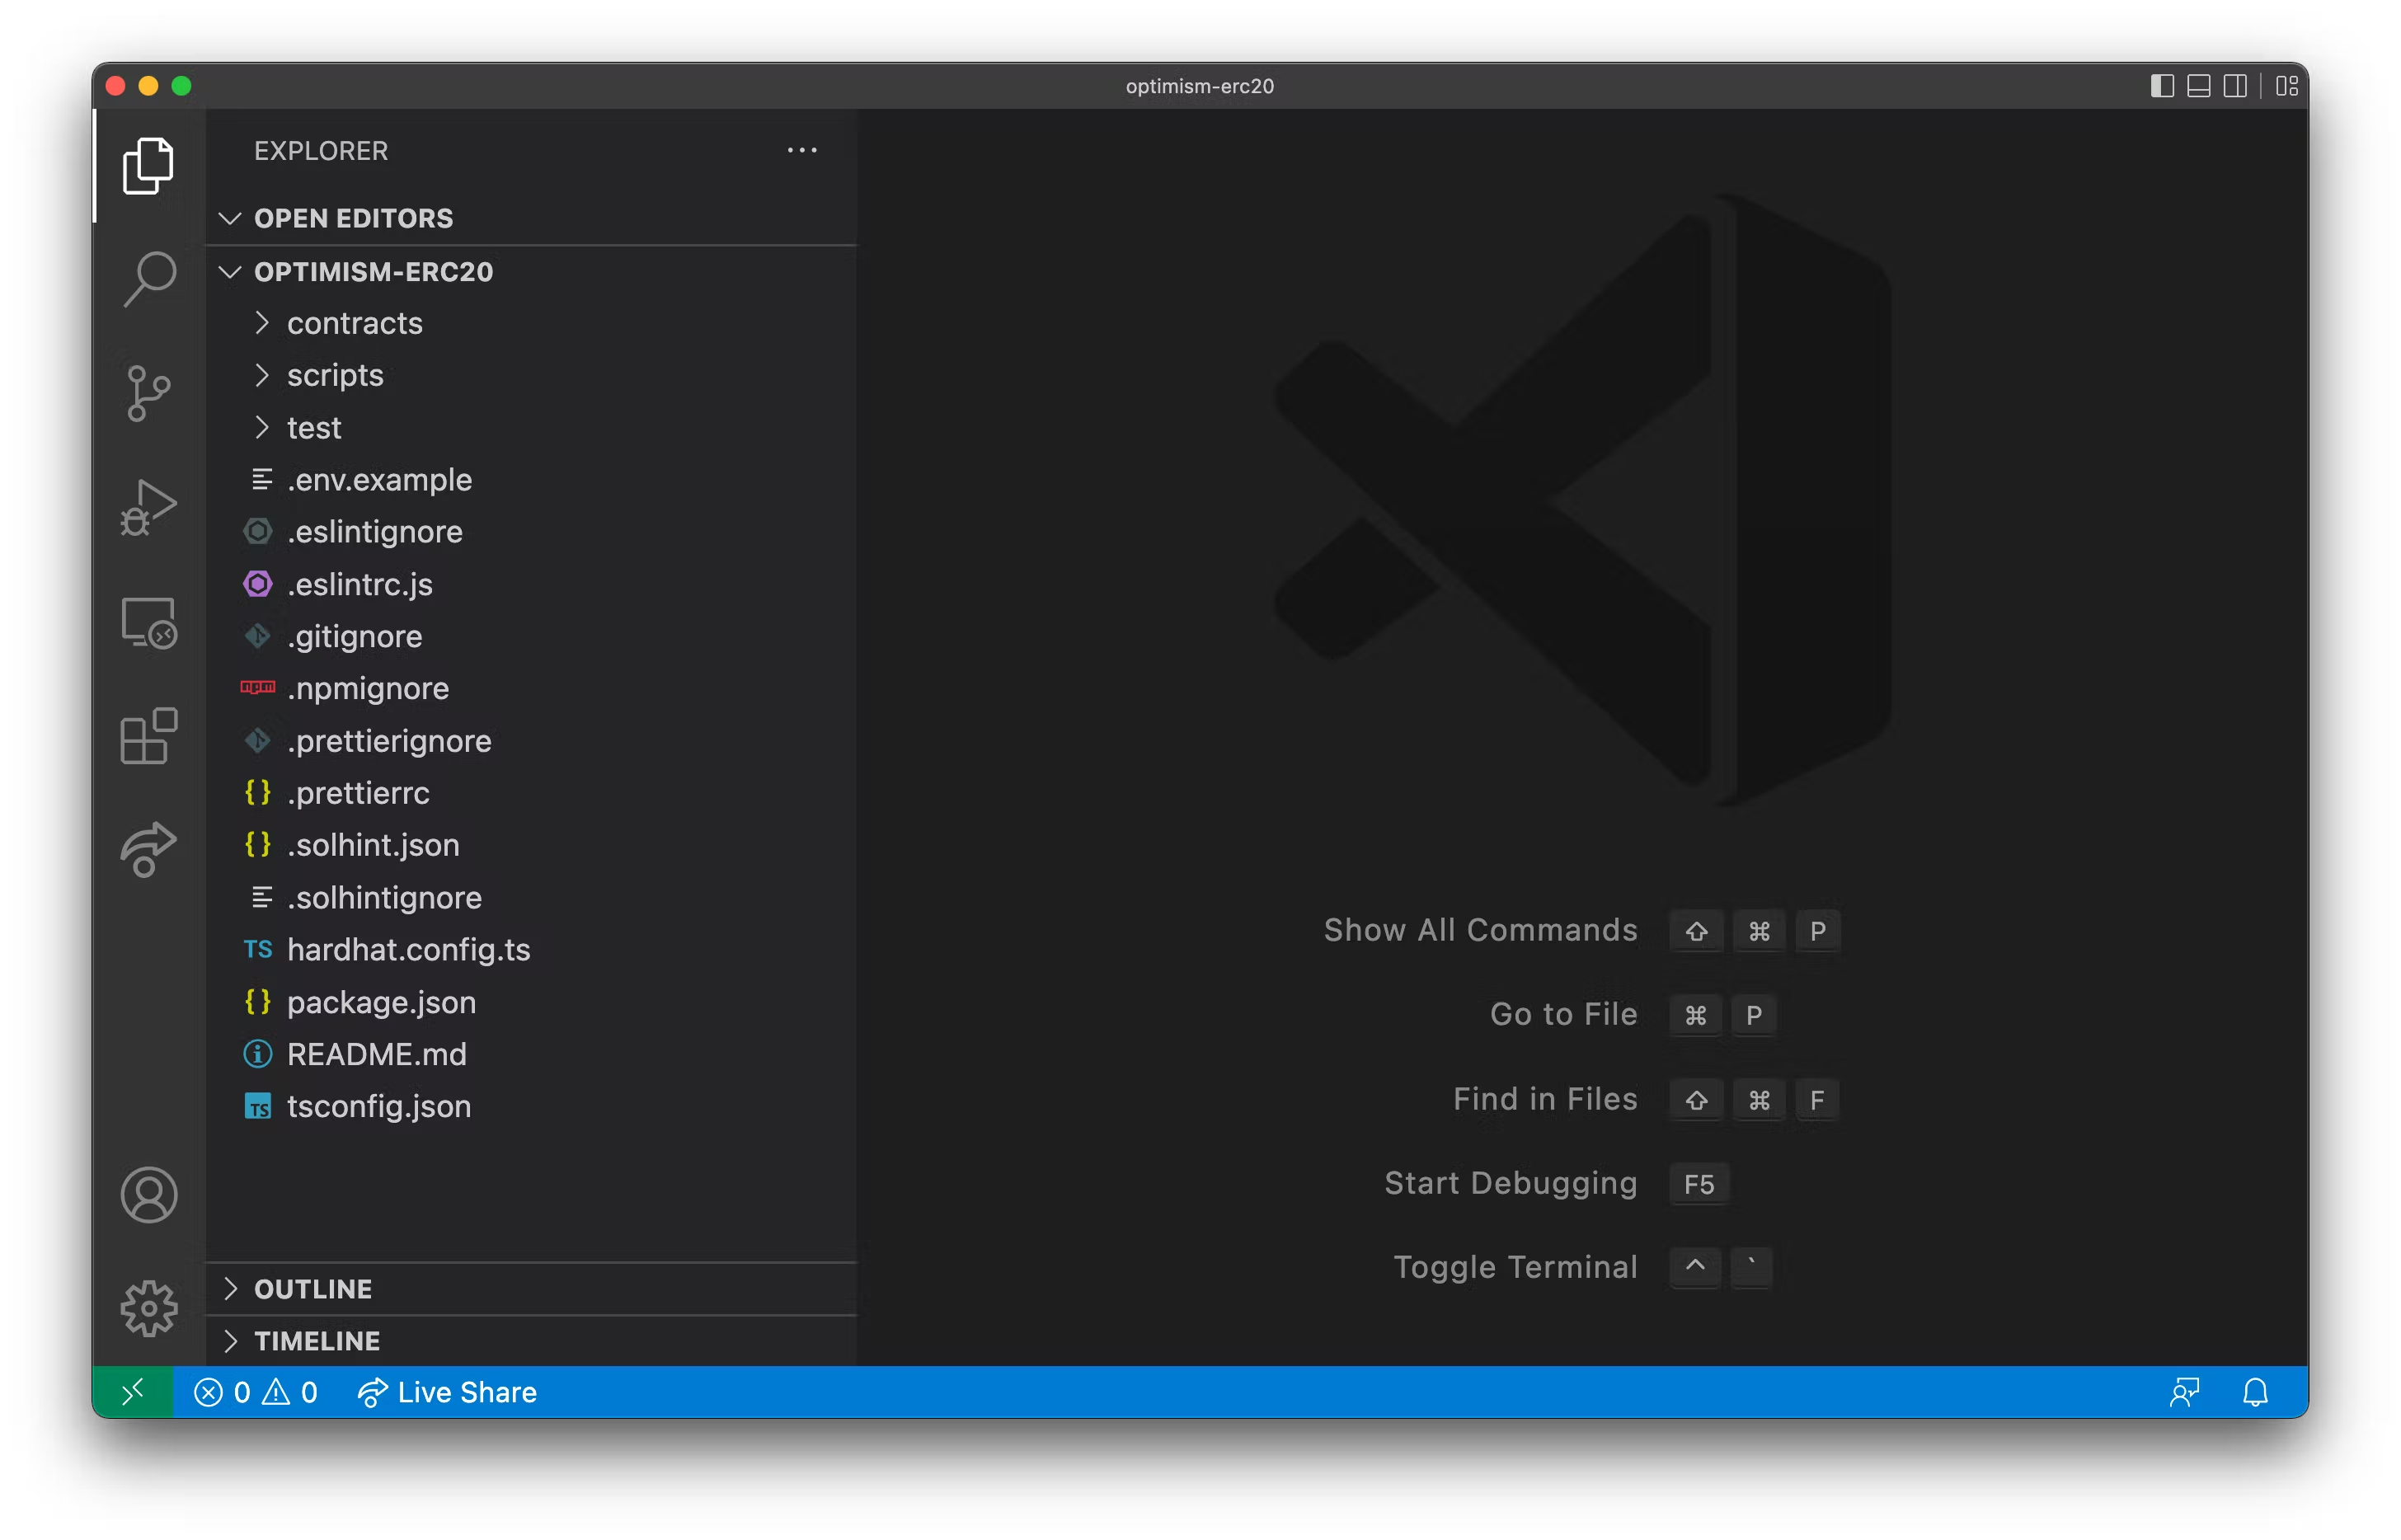 optimism-erc20
EXPLORER
OPEN EDITORS
OPTIMISM-ERC20
contracts
scripts
test
.env.example
.eslintignore
.eslintrc.js
.gitignore
.npmignore
.prettierignore
{} .prettierrc
{} .solhint.json
.solhintignore
TS hardhat.config.ts
{} package.json
README.md
TS tsconfig.json
OUTLINE
TIMELINE
Show All Commands ⇧ ⌘ P
Go to File ⌘ P
Find in Files ⇧ ⌘ F
Start Debugging F5
Toggle Terminal ^ `
0 0 Live Share